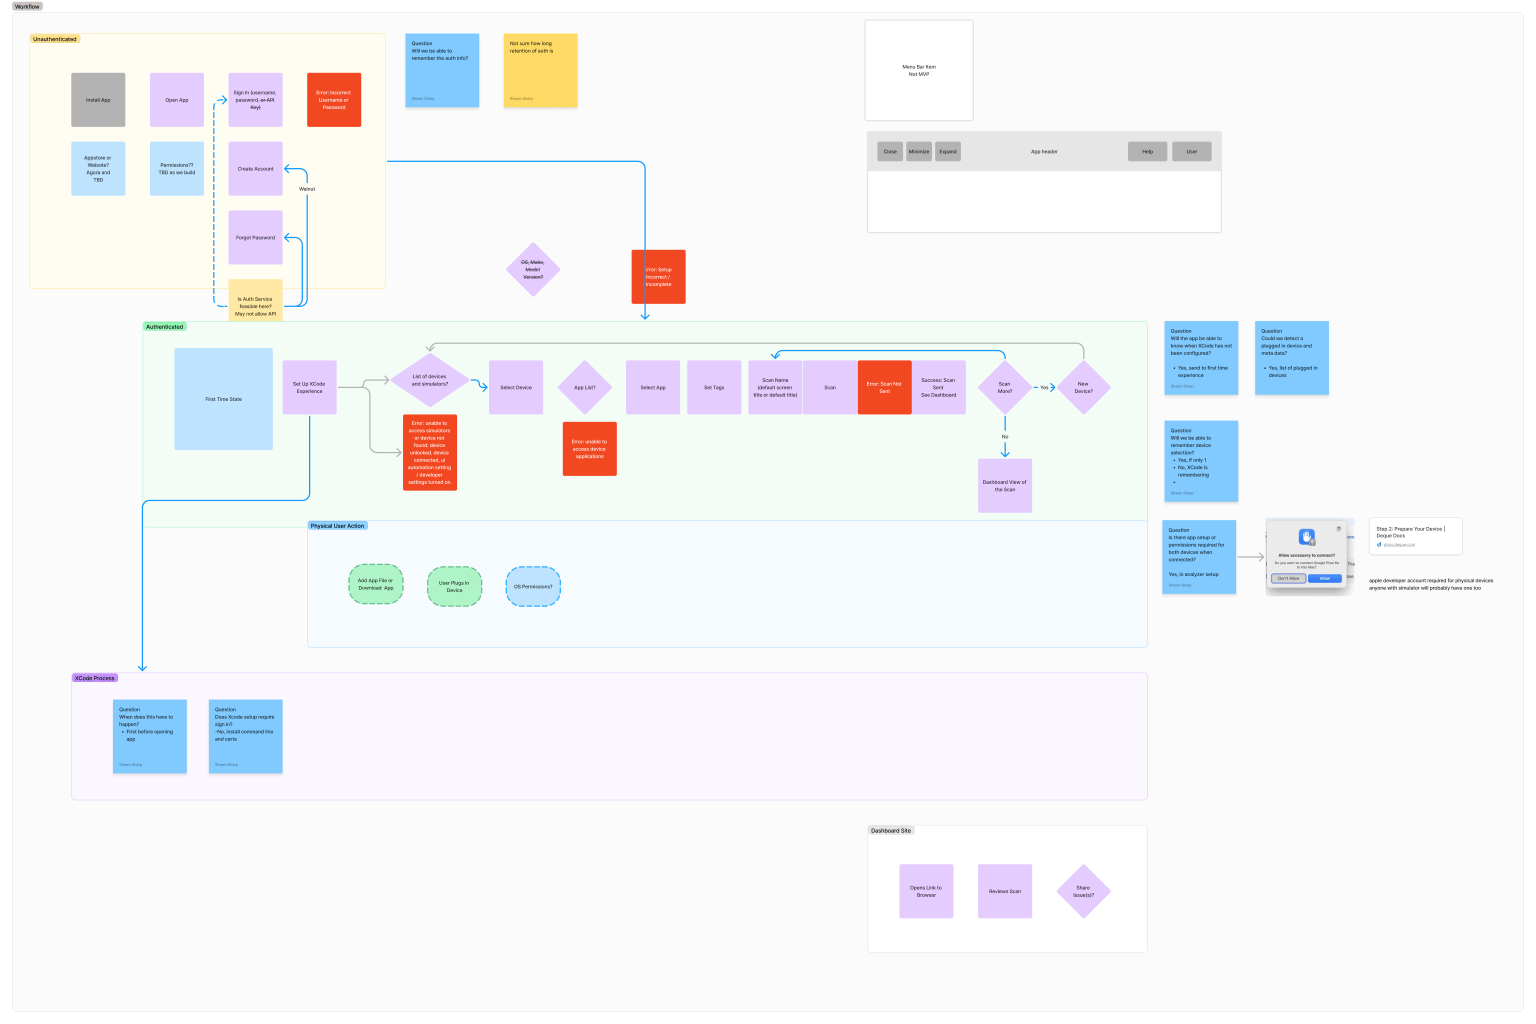 Workflow
Unauthenticated
Install App
Open App
Sign In (username,
password, or API
Key)
Error: Incorrect
Username or
Password
Appstore or
Website?
Agora and
TBD
Permissions??
TBD as we build
Create Account
Walnut
Forgot Password
Is Auth Service
feasible here?
May not allow API
Question
Will we be able to
remember the auth info?
Shawn Sharp
Not sure how long
retention of auth is
Shawn Sharp
Menu Bar Item
Not MVP
Close
Minimize
Expand
App header
Help
User
OS, Make,
Model
Version?
Error: Setup
Incorrect /
Incomplete
Authenticated
First Time State
Set Up XCode
Experience
List of devices
and simulators?
Error: unable to
access simulators
or device not
found: device
unlocked, device
connected, ui
automation setting
/ developer
settings turned on.
Select Device
App List?
Error: unable to
access device
applications
Select App
Set Tags
Scan Name
(default screen
title or default title)
Scan
Error: Scan Not
Sent
Success: Scan
Sent
See Dashboard
Scan
More?
Yes
New
Device?
No
Dashboard View of
the Scan
Question
Will the app be able to
know when XCode has not
been configured?
• Yes, send to first time
experience
Shawn Sharp
Question
Could we detect a
plugged in device and
meta data?
• Yes, list of plugged in
devices
Question
Will we be able to
remember device
selection?
• Yes, if only 1
• No, XCode is
remembering
•
Shawn Sharp
Physical User Action
Add App File or
Download App
User Plugs in
Device
OS Permissions?
Question
Is there app setup or
permissions required for
both devices when
connected?
Yes, in analyzer setup
Shawn Sharp
?
Allow accessory to connect?
Do you want to connect Google Pixel 6a
to this Mac?
Don't Allow
Allow
Step 2: Prepare Your Device |
Deque Docs
docs.deque.com
apple developer account required for physical devices
anyone with simulator will probably have one too
XCode Process
Question
When does this have to
happen?
• First before opening
app
Shawn Sharp
Question
Does Xcode setup require
sign in?
-No, install command line
and certs
Shawn Sharp
Dashboard Site
Opens Link to
Browser
Reviews Scan
Share
Issue(s)?